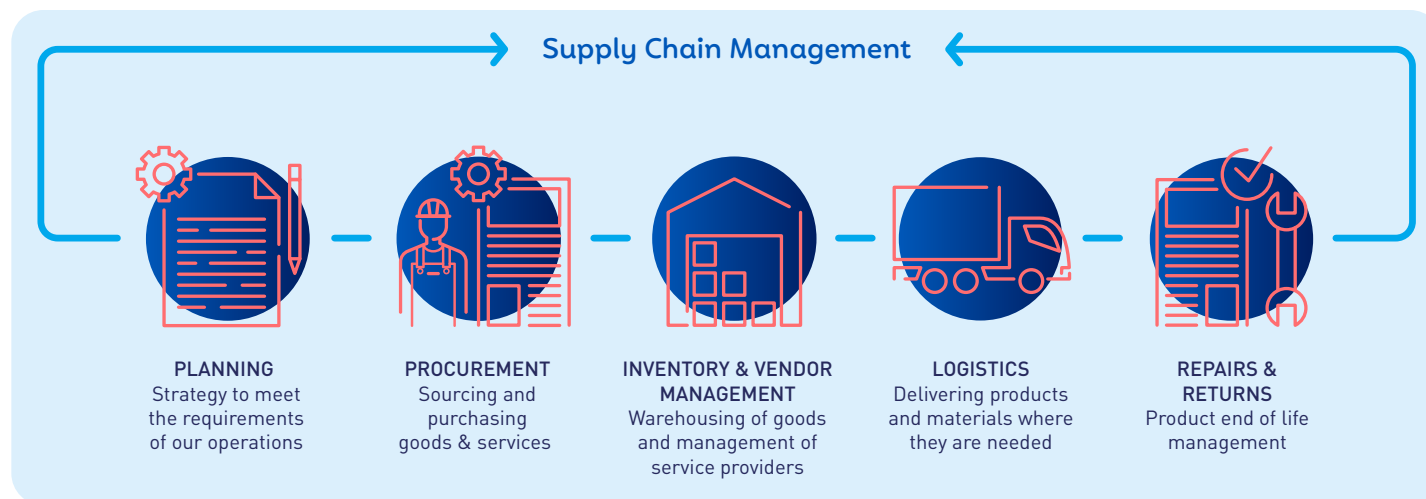 Supply Chain Management
PLANNING
Strategy to meet
the requirements
of our operations
PROCUREMENT
Sourcing and
purchasing
goods & services
INVENTORY & VENDOR
MANAGEMENT
Warehousing of goods
and management of
service providers
LOGISTICS
Delivering products
and materials where
they are needed
REPAIRS &
RETURNS
Product end of life
management